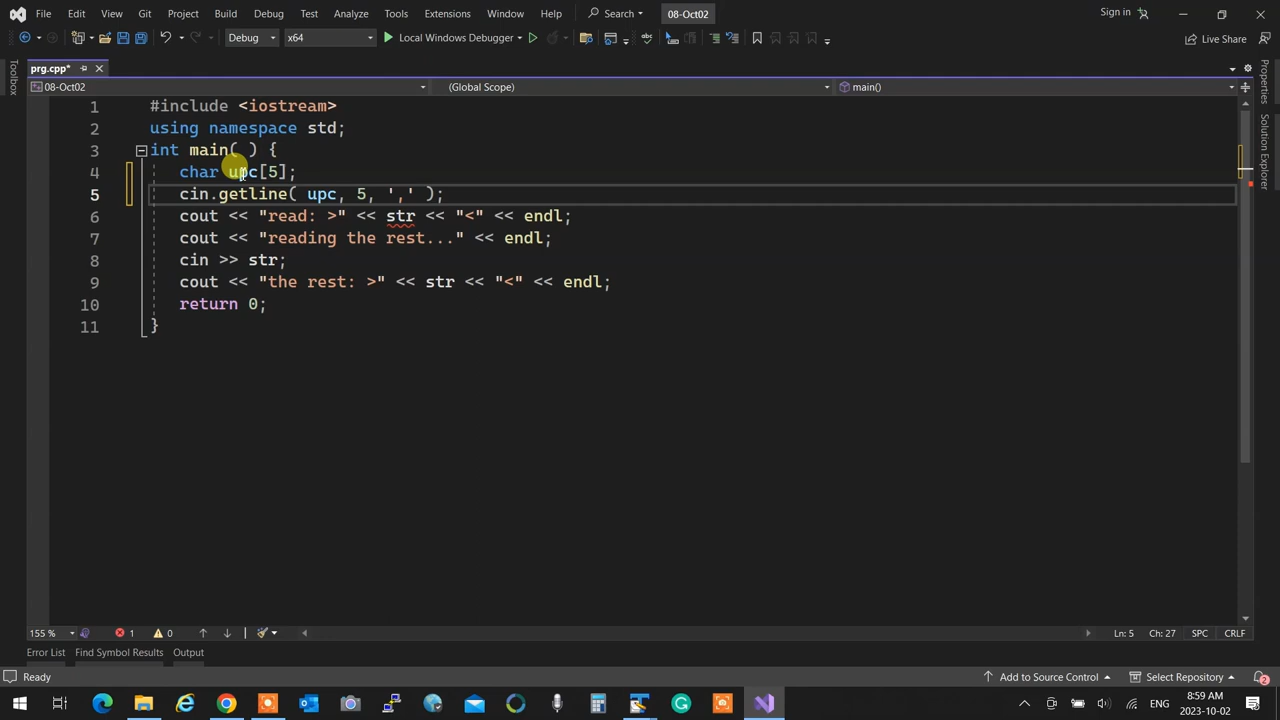 File Edit View Git Project Build Debug Test Analyze Tools Extensions Window Help Search 08-Oct02 Sign in
Debug x64 Local Windows Debugger Live Share
prg.cpp*
08-Oct02 (Global Scope) main()
Toolbox
Properties
Solution Explorer
1 #include <iostream>
2 using namespace std;
3 int main( ) {
4 char upc[5];
5 cin.getline( upc, 5, ',' );
6 cout << "read: >" << str << "<" << endl;
7 cout << "reading the rest..." << endl;
8 cin >> str;
9 cout << "the rest: >" << str << "<" << endl;
10 return 0;
11 }
155 % 1 0 Ln: 5 Ch: 27 SPC CRLF
Error List Find Symbol Results Output
Ready Add to Source Control Select Repository 2
8:59 AM
ENG
2023-10-02